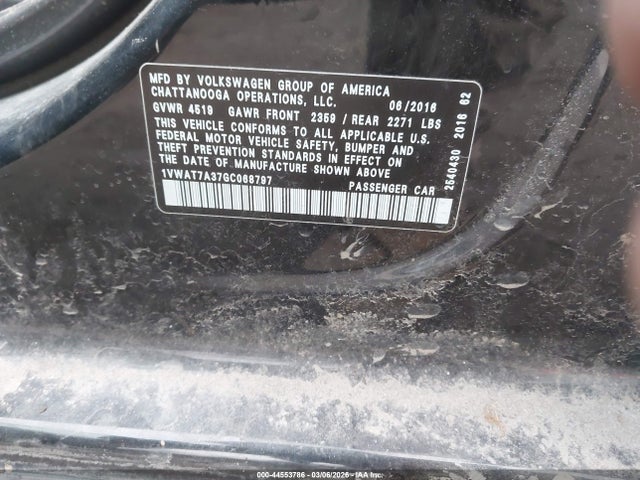 MFD BY VOLKSWAGEN GROUP OF AMERICA
CHATTANOOGA OPERATIONS, LLC. 06/2016
GVWR 4519 GAWR FRONT 2359 / REAR 2271 LBS
THIS VEHICLE CONFORMS TO ALL APPLICABLE U.S.
FEDERAL MOTOR VEHICLE SAFETY, BUMPER AND
THEFT PREVENTION STANDARDS IN EFFECT ON
THE DATE OF MANUFACTURE SHOWN ABOVE
1VWAT7A37GC068797 PASSENGER CAR
2540430 2016 62
000-44553786 - 03/06/2026 - IAA Inc.